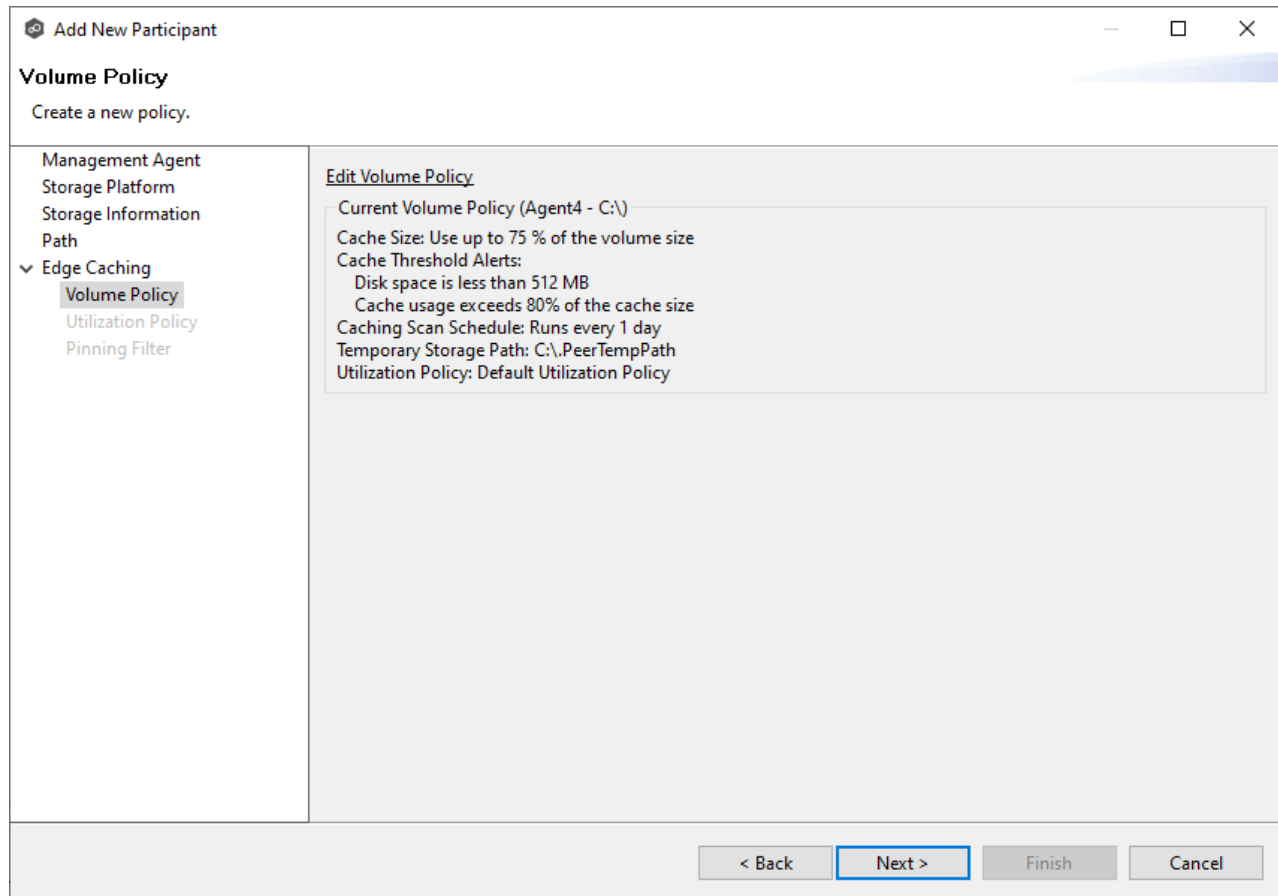 Add New Participant
Volume Policy
Create a new policy.
Management Agent
Storage Platform
Storage Information
Path
Edge Caching
Volume Policy
Utilization Policy
Pinning Filter
Edit Volume Policy
Current Volume Policy (Agent4 - C:\)
Cache Size: Use up to 75 % of the volume size
Cache Threshold Alerts:
Disk space is less than 512 MB
Cache usage exceeds 80% of the cache size
Caching Scan Schedule: Runs every 1 day
Temporary Storage Path: C:\.PeerTempPath
Utilization Policy: Default Utilization Policy
< Back
Next >
Finish
Cancel